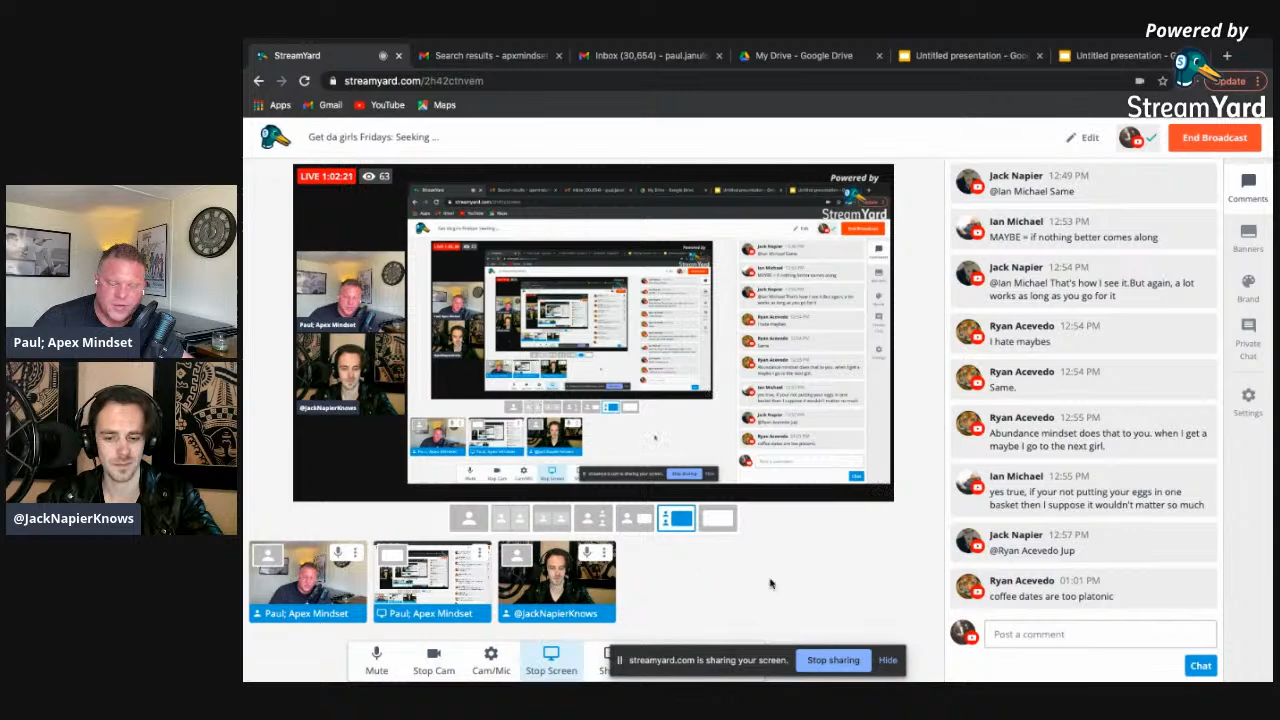 Powered by
StreamYard
StreamYard
Search results - apxmindset
Inbox (30,654) - paul.janul
My Drive - Google Drive
Untitled presentation - Goo
Untitled presentation - G
streamyard.com/2h42ctnvem
Update
Apps
Gmail
YouTube
Maps
Get da girls Fridays: Seeking ...
Edit
End Broadcast
LIVE 1:02:21
63
Powered by
StreamYard
Paul; Apex Mindset
@JackNapierKnows
Paul; Apex Mindset
@JackNapierKnows
Jack Napier 12:49 PM
@Ian Michael Same
Ian Michael 12:53 PM
MAYBE = if nothing better comes along
Jack Napier 12:54 PM
@Ian Michael That's how I see it.But again, a lot
works as long as you go for it
Ryan Acevedo 12:54 PM
I hate maybes
Ryan Acevedo 12:54 PM
Same.
Ryan Acevedo 12:55 PM
Abundance mindset does that to you. when I get a
maybe I go to the next girl.
Ian Michael 12:55 PM
yes true, if your not putting your eggs in one
basket then I suppose it wouldn't matter so much
Jack Napier 12:57 PM
@Ryan Acevedo Jup
Ryan Acevedo 01:01 PM
coffee dates are too platonic
Post a comment
Chat
Comments
Banners
Brand
Private
Chat
Settings
Paul; Apex Mindset
Paul; Apex Mindset
@JackNapierKnows
Mute
Stop Cam
Cam/Mic
Stop Screen
streamyard.com is sharing your screen.
Stop sharing
Hide